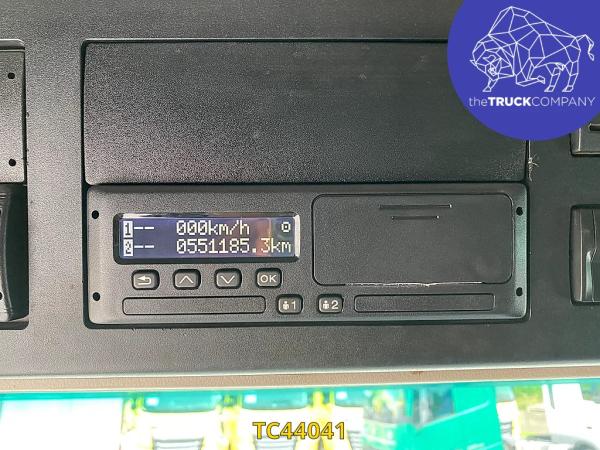 theTRUCKCOMPANY
1-- 000km/h
2-- 0551185.3km
OK
1 2
TC44041